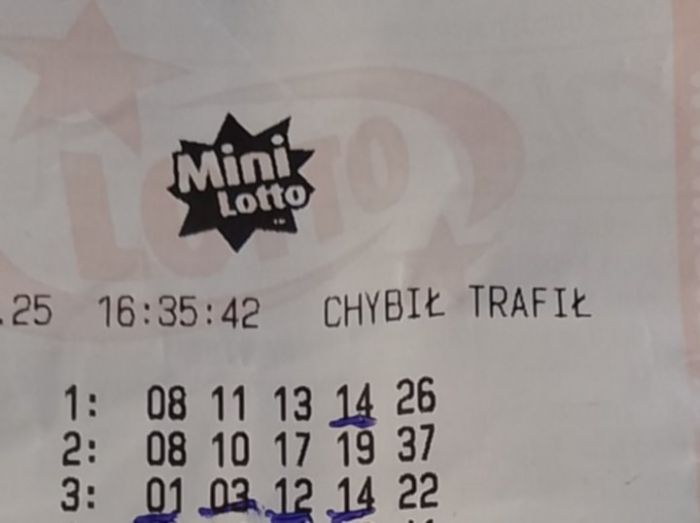 LOTTO
Mini
Lotto
.25 16:35:42 CHYBIŁ TRAFIŁ
1: 08 11 13 14 26
2: 08 10 17 19 37
3: 01 03 12 14 22